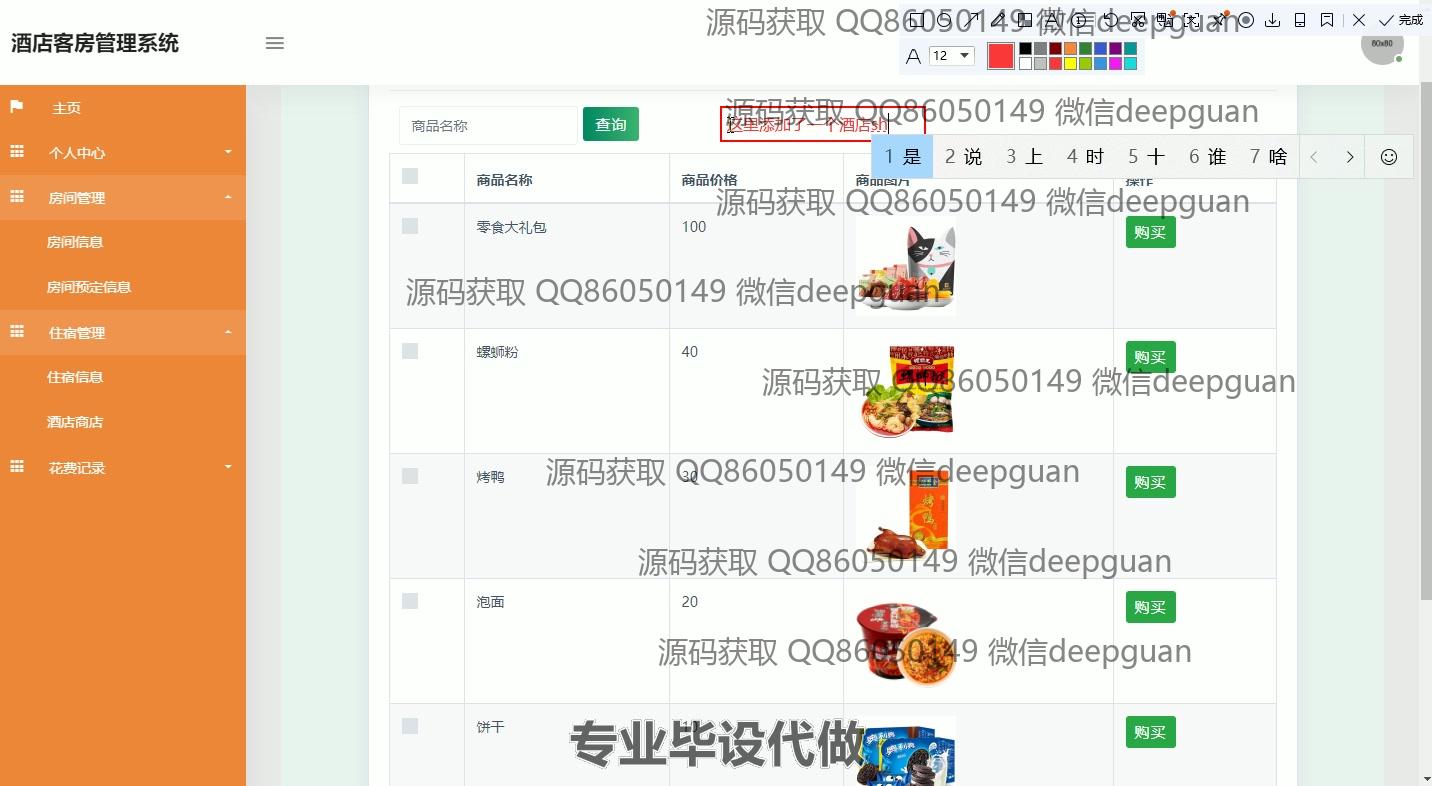 源码获取 QQ86050149 微信deepguan
完成
酒店客房管理系统
12
80x80
主页
个人中心
房间管理
房间信息
房间预定信息
住宿管理
住宿信息
酒店商店
花费记录
商品名称
查询
源码获取 QQ86050149 微信deepguan
这里添加了一个酒店sh
1 是 2 说 3 上 4 时 5 十 6 谁 7 啥
商品名称 商品价格 商品图片 操作
源码获取 QQ86050149 微信deepguan
零食大礼包 100 购买
源码获取 QQ86050149 微信deepguan
螺蛳粉 40 购买
源码获取 QQ86050149 微信deepguan
烤鸭 30 购买
源码获取 QQ86050149 微信deepguan
烤鸭
源码获取 QQ86050149 微信deepguan
泡面 20 购买
源码获取 QQ86050149 微信deepguan
饼干 10 购买
奥利奥
专业毕设代做